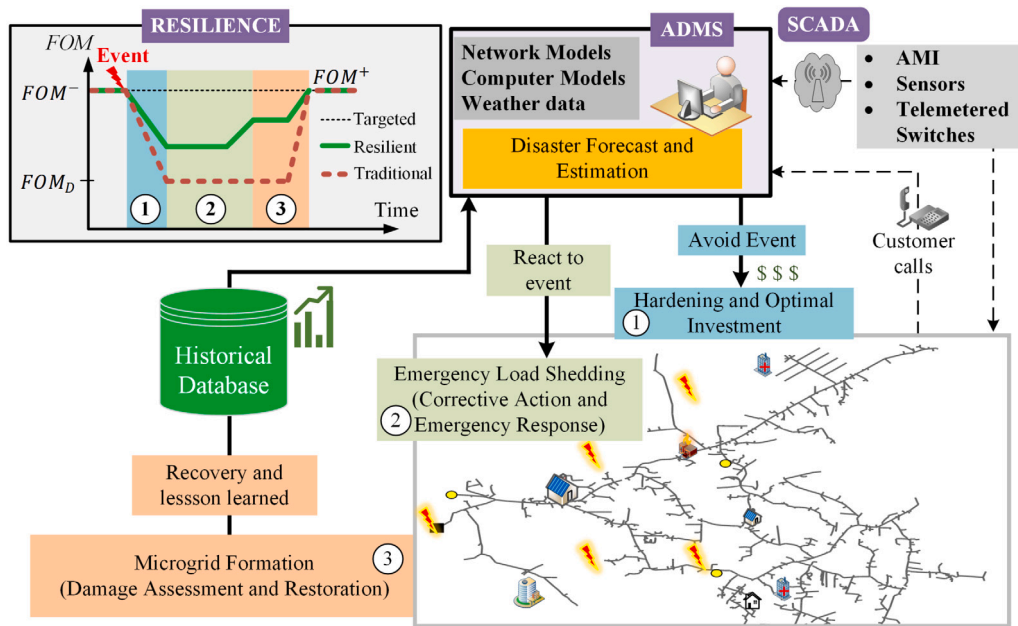 RESILIENCE
FOM
Event
FOM⁻
FOM⁺
Targeted
Resilient
Traditional
FOM_D
1
2
3
Time
ADMS
Network Models
Computer Models
Weather data
Disaster Forecast and
Estimation
SCADA
• AMI
• Sensors
• Telemetered
Switches
Customer
calls
React to
event
Avoid Event
$ $ $
Hardening and Optimal
1 Investment
Historical
Database
Emergency Load Shedding
(Corrective Action and
2 Emergency Response)
Recovery and
lessson learned
Microgrid Formation 3
(Damage Assessment and Restoration)